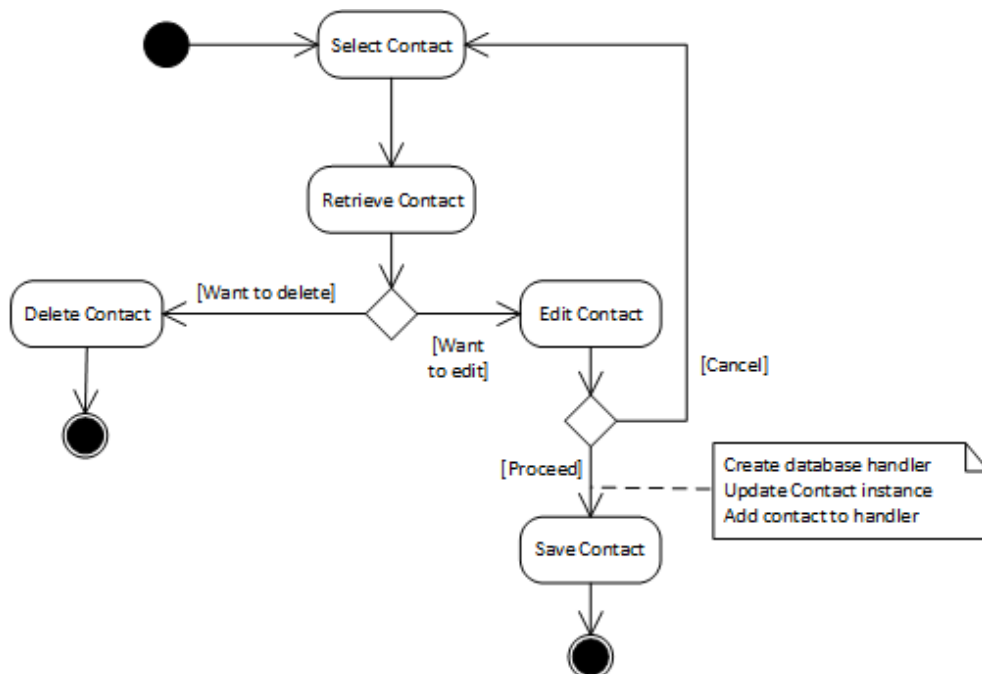 Select Contact
Retrieve Contact
[Want to delete]
Delete Contact
Edit Contact
[Want
to edit]
[Cancel]
[Proceed]
Create database handler
Update Contact instance
Add contact to handler
Save Contact